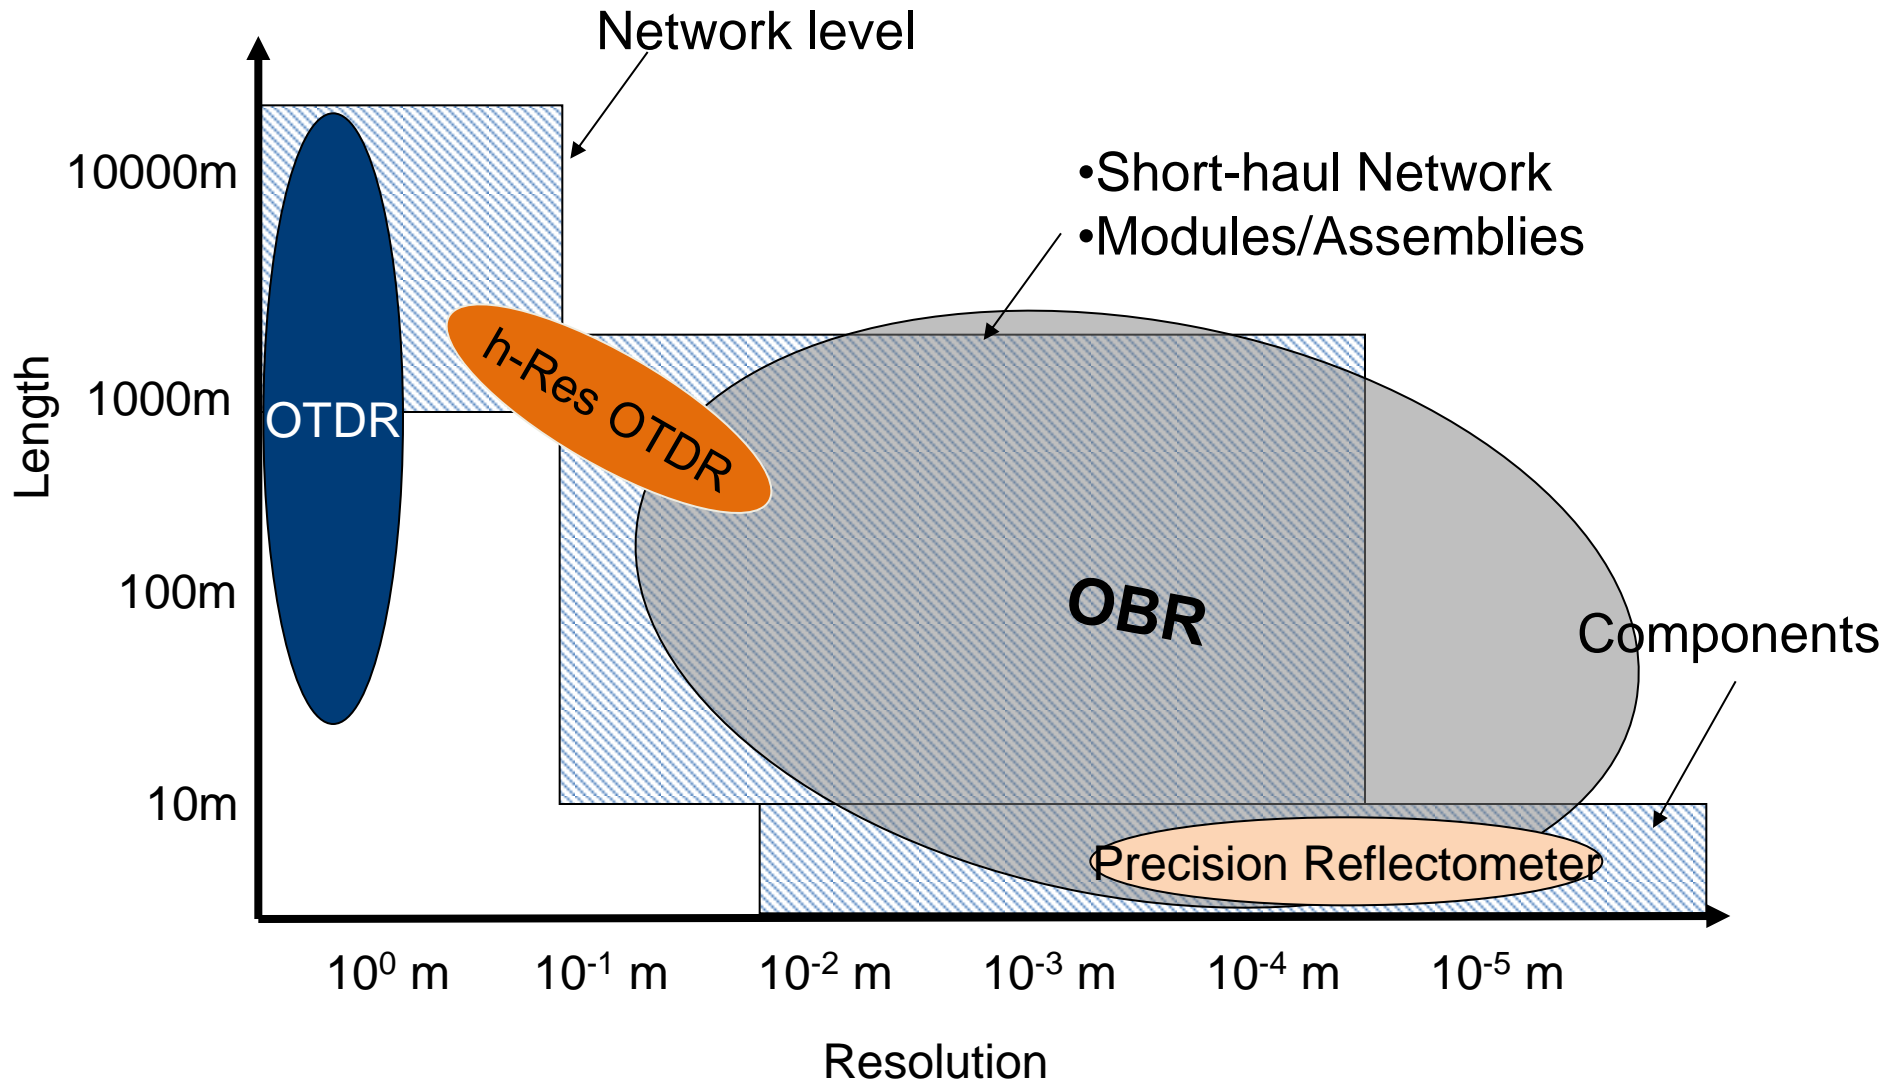 Network level
•Short-haul Network
•Modules/Assemblies
10000m
1000m
100m
10m
Length
OTDR
h-Res OTDR
OBR
Components
Precision Reflectometer
10⁰ m
10⁻¹ m
10⁻² m
10⁻³ m
10⁻⁴ m
10⁻⁵ m
Resolution